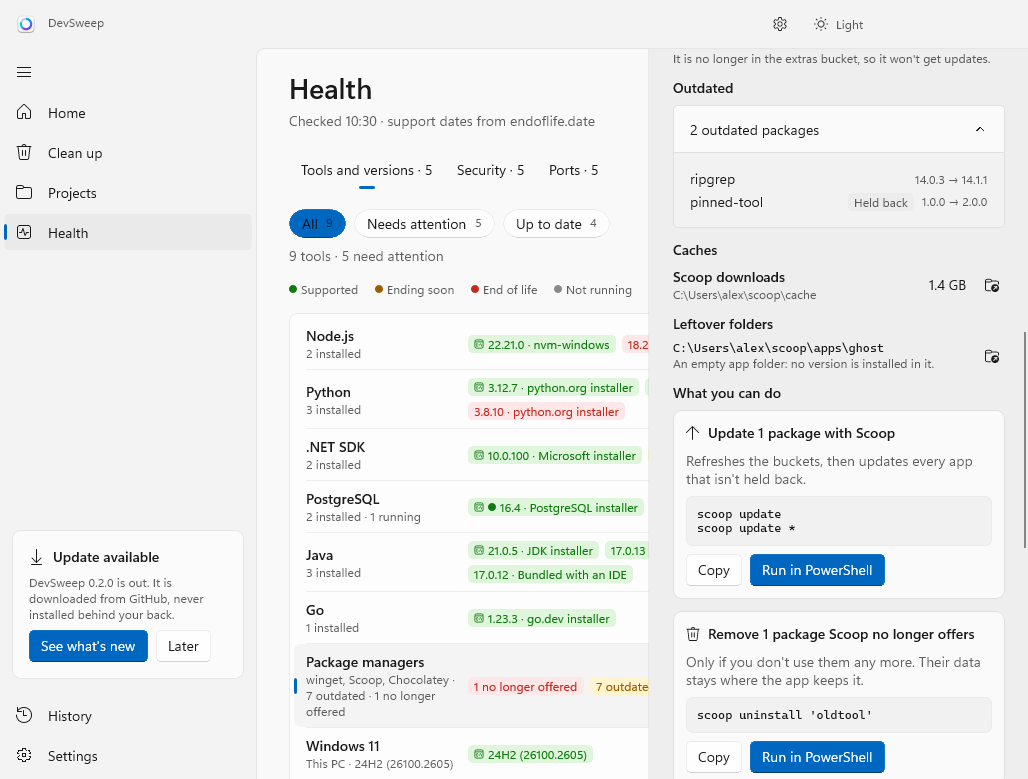 DevSweep
Light
Home
Clean up
Projects
Health
Update available
DevSweep 0.2.0 is out. It is
downloaded from GitHub, never
installed behind your back.
See what's new
Later
History
Settings
Health
Checked 10:30 · support dates from endoflife.date
Tools and versions · 5
Security · 5
Ports · 5
All 9
Needs attention 5
Up to date 4
9 tools · 5 need attention
Supported
Ending soon
End of life
Not running
Node.js
2 installed
22.21.0 · nvm-windows
18.2
Python
3 installed
3.12.7 · python.org installer
3.8.10 · python.org installer
.NET SDK
2 installed
10.0.100 · Microsoft installer
PostgreSQL
2 installed · 1 running
16.4 · PostgreSQL installer
Java
3 installed
21.0.5 · JDK installer
17.0.13
17.0.12 · Bundled with an IDE
Go
1 installed
1.23.3 · go.dev installer
Package managers
winget, Scoop, Chocolatey ·
7 outdated · 1 no longer
offered
1 no longer offered
7 outdate
Windows 11
This PC · 24H2 (26100.2605)
24H2 (26100.2605)
It is no longer in the extras bucket, so it won't get updates.
Outdated
2 outdated packages
ripgrep
14.0.3 → 14.1.1
pinned-tool
Held back
1.0.0 → 2.0.0
Caches
Scoop downloads
C:\Users\alex\scoop\cache
1.4 GB
Leftover folders
C:\Users\alex\scoop\apps\ghost
An empty app folder: no version is installed in it.
What you can do
Update 1 package with Scoop
Refreshes the buckets, then updates every app
that isn't held back.
scoop update
scoop update *
Copy
Run in PowerShell
Remove 1 package Scoop no longer offers
Only if you don't use them any more. Their data
stays where the app keeps it.
scoop uninstall 'oldtool'
Copy
Run in PowerShell